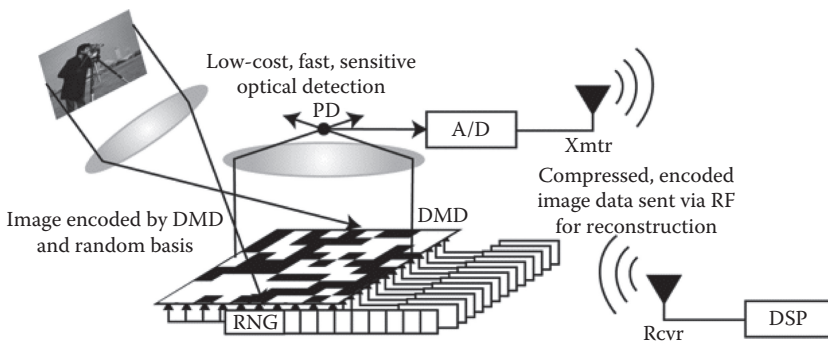 Low-cost, fast, sensitive
optical detection
PD
A/D
Xmtr
Compressed, encoded
image data sent via RF
for reconstruction
Image encoded by DMD
and random basis
DMD
RNG
Rcvr
DSP